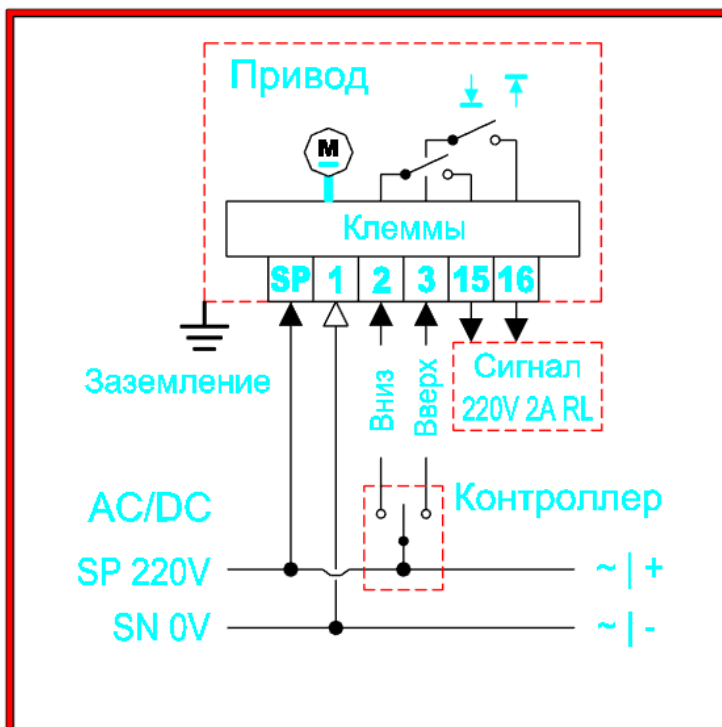 Привод
M
Клеммы
SP 1 2 3 15 16
Заземление
Вниз
Вверх
Сигнал
220V 2A RL
AC/DC
Контроллер
SP 220V
~ | +
SN 0V
~ | -